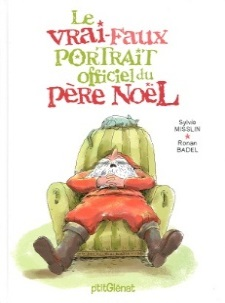 Le
VRAi-FAUX
PORTRAIT
officiel du
PÈRE NOËL
Sylvie
MISSLIN
Ronan
BADEL
p'titGlénat